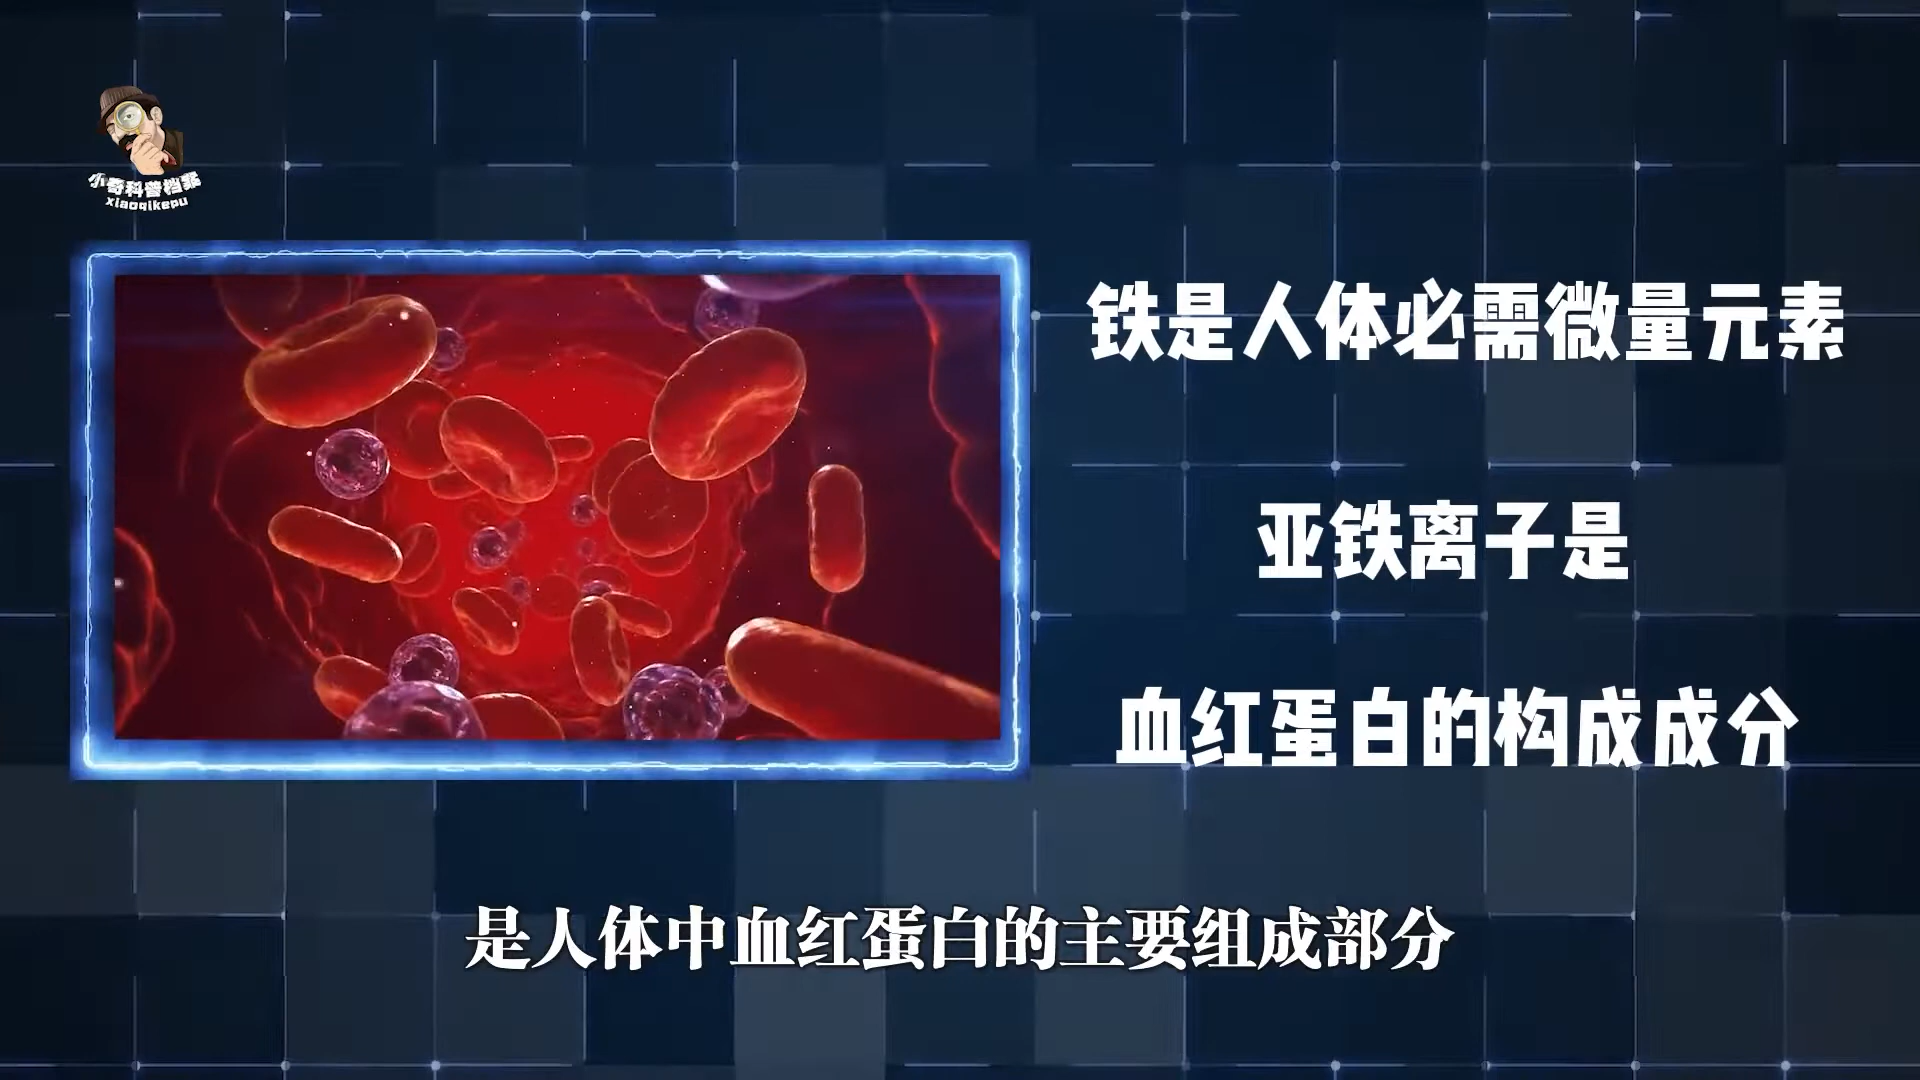 小奇科普档案
xiaoqikepu
铁是人体必需微量元素
亚铁离子是
血红蛋白的构成成分
是人体中血红蛋白的主要组成部分